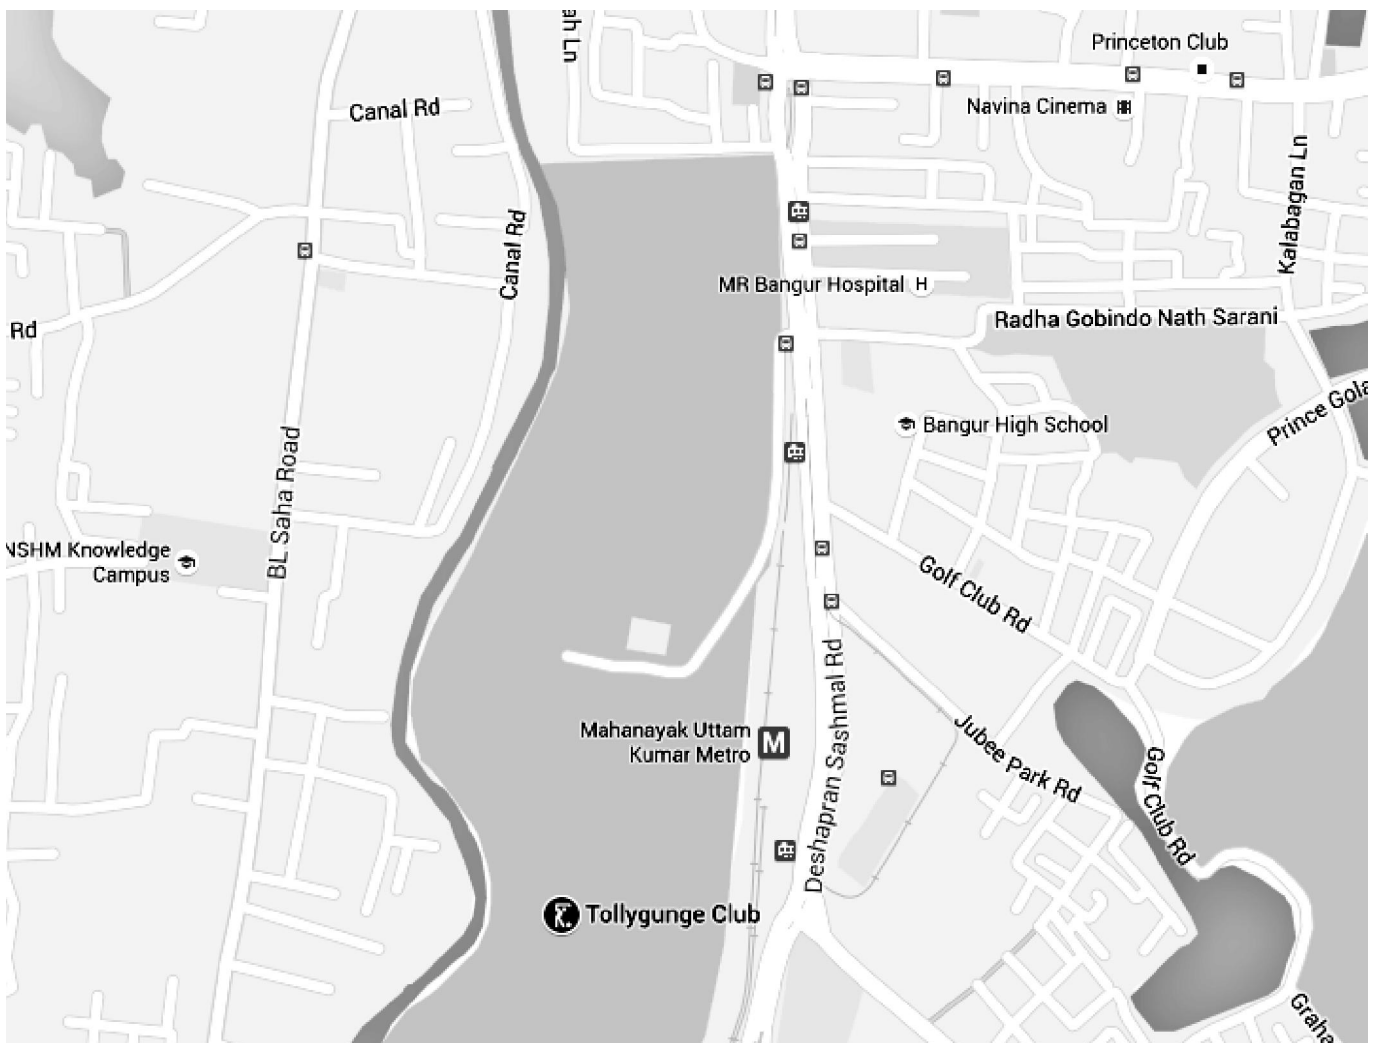 ah Ln
Princeton Club
Navina Cinema
Canal Rd
Kalabagan Ln
Canal Rd
MR Bangur Hospital
H
Radha Gobindo Nath Sarani
Rd
Prince Gola
Bangur High School
BL Saha Road
NSHM Knowledge
Campus
Golf Club Rd
Deshapran Sashmal Rd
Mahanayak Uttam
Kumar Metro
M
Jubee Park Rd
Golf Club Rd
Tollygunge Club
Graha